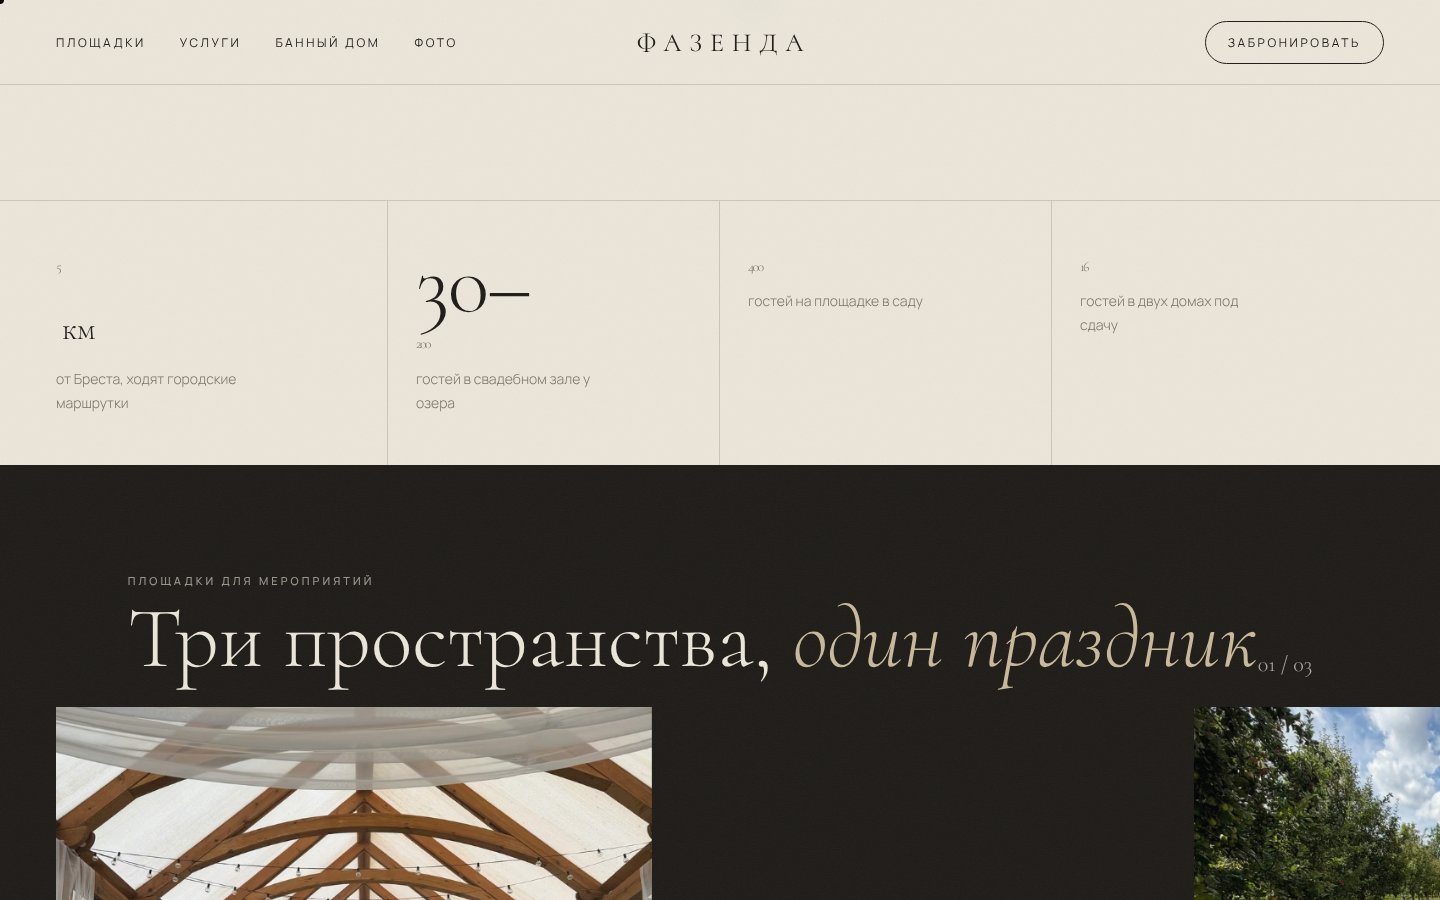 ПЛОЩАДКИ УСЛУГИ БАННЫЙ ДОМ ФОТО ФАЗЕНДА ЗАБРОНИРОВАТЬ
5
км
от Бреста, ходят городские
маршрутки
30–
200
гостей в свадебном зале у
озера
400
гостей на площадке в саду
16
гостей в двух домах под
сдачу
ПЛОЩАДКИ ДЛЯ МЕРОПРИЯТИЙ
Три пространства, один праздник
01 / 03